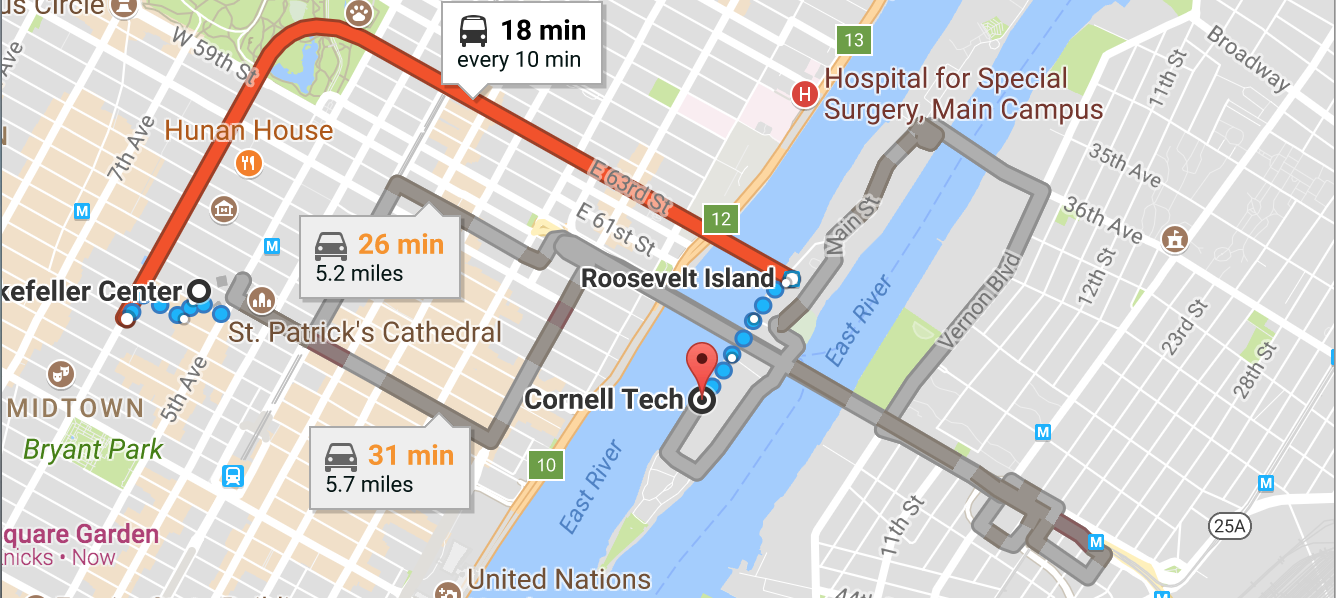 us Circle
W 59th St
7th Ave
Ave
Hunan House
18 min
every 10 min
13
Hospital for Special
Surgery, Main Campus
H
Broadway
11th St
35th Ave
36th Ave
12th St
23rd St
28th St
E 63rd St
E 61st St
12
M
M
26 min
5.2 miles
Main St
Roosevelt Island
kefeller Center
St. Patrick's Cathedral
East River
Vernon Blvd
Cornell Tech
MIDTOWN
5th Ave
Bryant Park
31 min
5.7 miles
10
East River
M
M
M
11th St
25A
quare Garden
nicks • Now
United Nations
44th